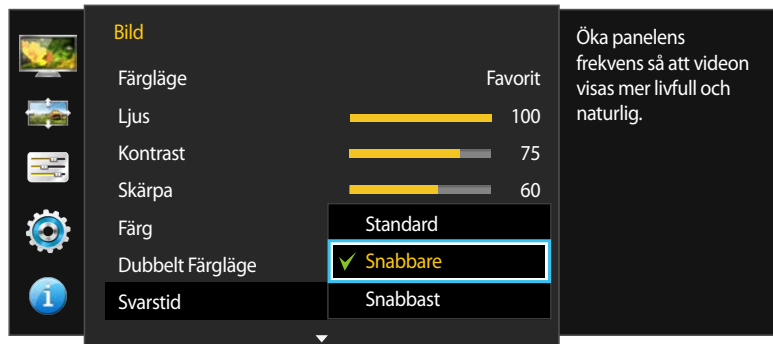 Bild
Färgläge Favorit
Ljus 100
Kontrast 75
Skärpa 60
Färg
Dubbelt Färgläge
Svarstid
Standard
Snabbare
Snabbast
Öka panelens
frekvens så att videon
visas mer livfull och
naturlig.